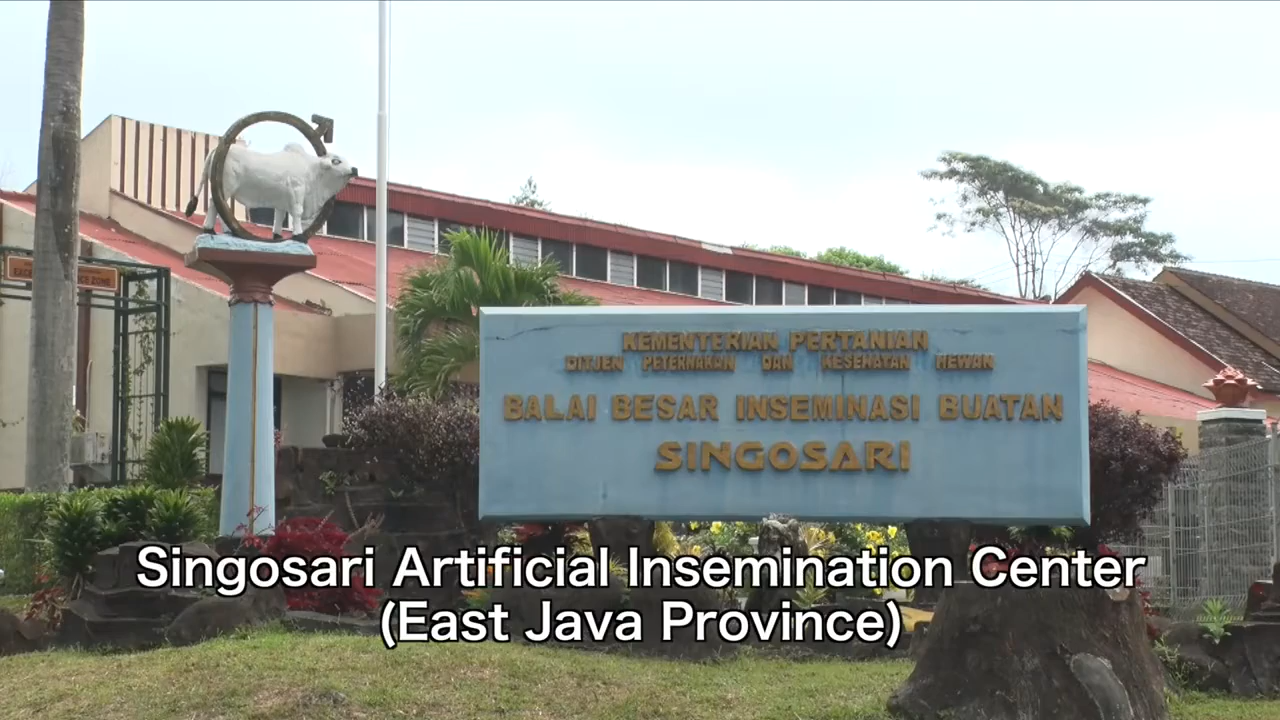 KEMENTERIAN PERTANIAN
DITJEN PETERNAKAN DAN KESEHATAN HEWAN
BALAI BESAR INSEMINASI BUATAN
SINGOSARI
Singosari Artificial Insemination Center
(East Java Province)